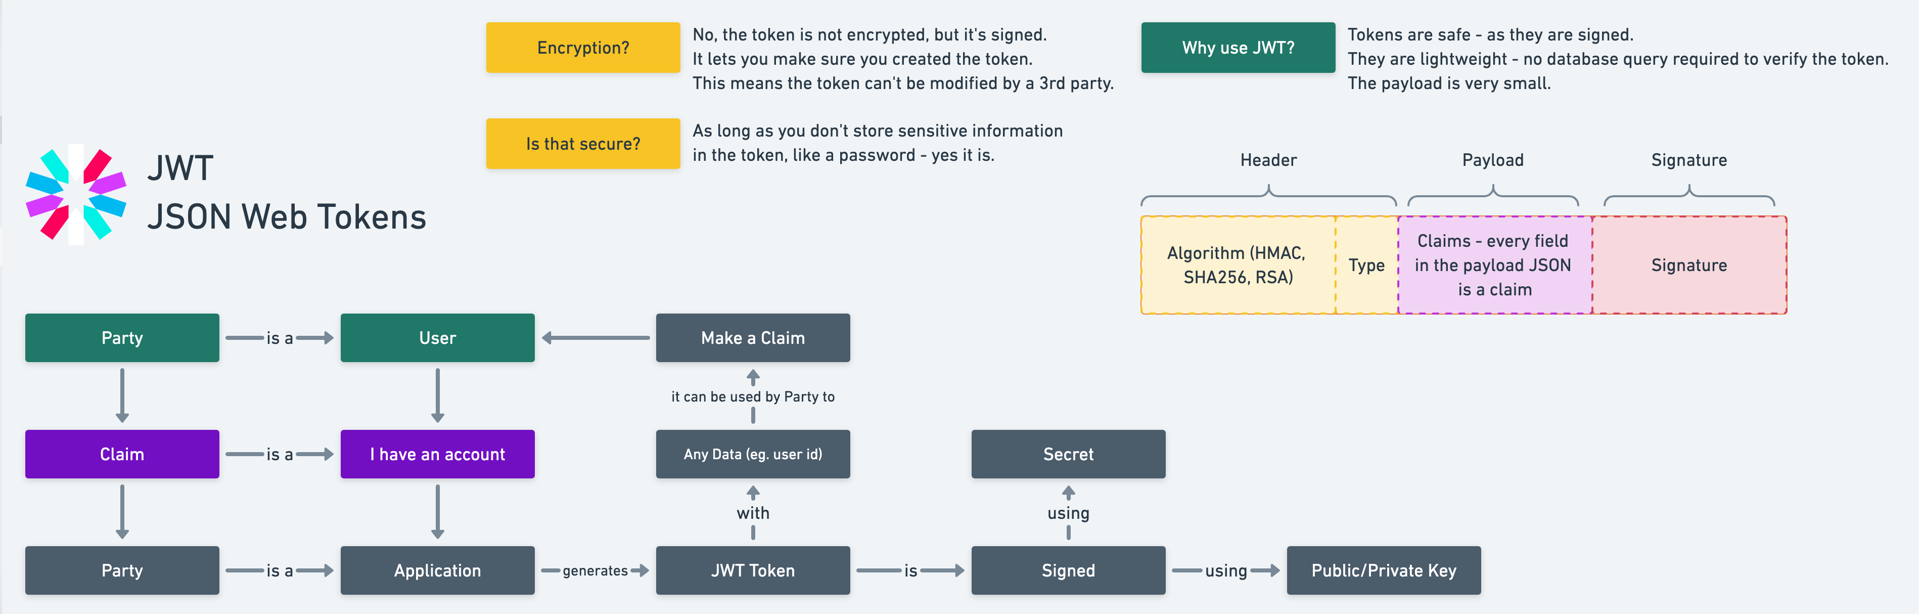 Encryption?
No, the token is not encrypted, but it's signed.
It lets you make sure you created the token.
This means the token can't be modified by a 3rd party.
Why use JWT?
Tokens are safe - as they are signed.
They are lightweight - no database query required to verify the token.
The payload is very small.
Is that secure?
As long as you don't store sensitive information
in the token, like a password - yes it is.
JWT
JSON Web Tokens
Header
Payload
Signature
Algorithm (HMAC,
SHA256, RSA)
Type
Claims - every field
in the payload JSON
is a claim
Signature
Party
is a
User
Make a Claim
it can be used by Party to
Claim
is a
I have an account
Any Data (eg. user id)
Secret
with
using
Party
is a
Application
generates
JWT Token
is
Signed
using
Public/Private Key